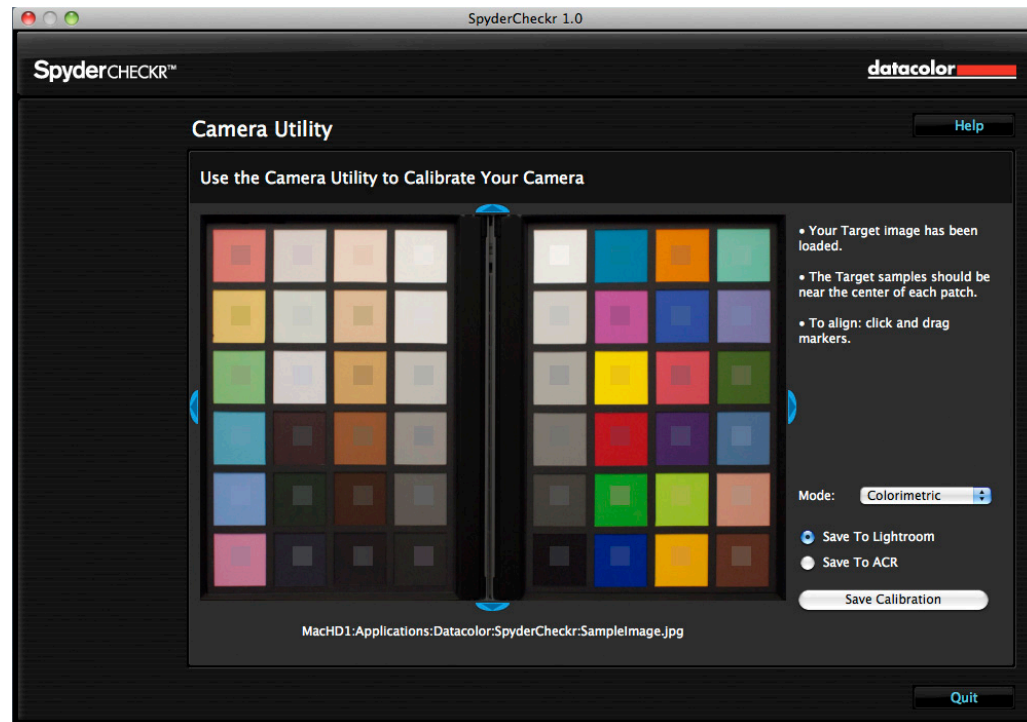 SpyderCheckr 1.0
SpyderCHECKR™
datacolor
Camera Utility
Help
Use the Camera Utility to Calibrate Your Camera
• Your Target image has been
loaded.
• The Target samples should be
near the center of each patch.
• To align: click and drag
markers.
Mode: Colorimetric
Save To Lightroom
Save To ACR
Save Calibration
MacHD1:Applications:Datacolor:SpyderCheckr:SampleImage.jpg
Quit